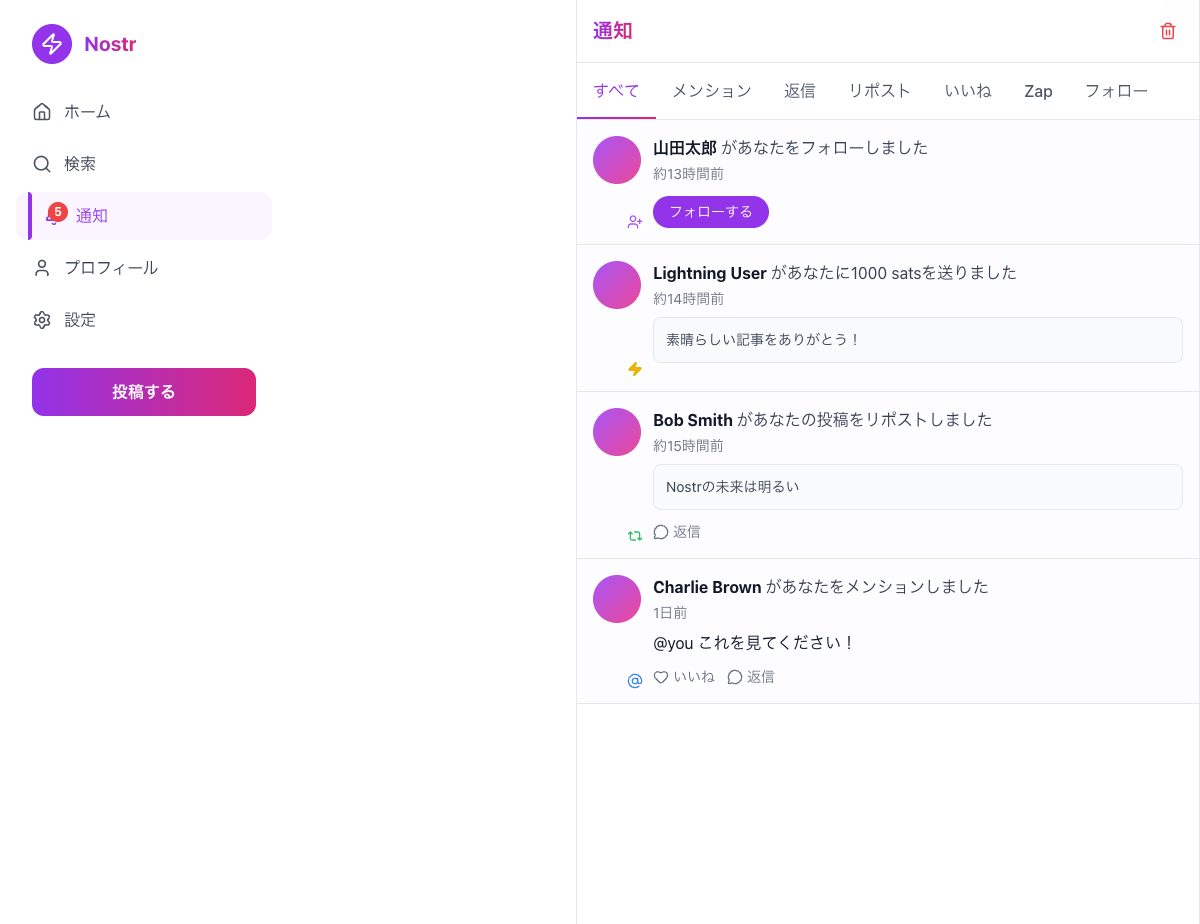 Nostr
ホーム
検索
5
通知
プロフィール
設定
投稿する
通知
すべて メンション 返信 リポスト いいね Zap フォロー
山田太郎 があなたをフォローしました
約13時間前
フォローする
Lightning User があなたに1000 satsを送りました
約14時間前
素晴らしい記事をありがとう！
Bob Smith があなたの投稿をリポストしました
約15時間前
Nostrの未来は明るい
返信
Charlie Brown があなたをメンションしました
1日前
@you これを見てください！
いいね 返信